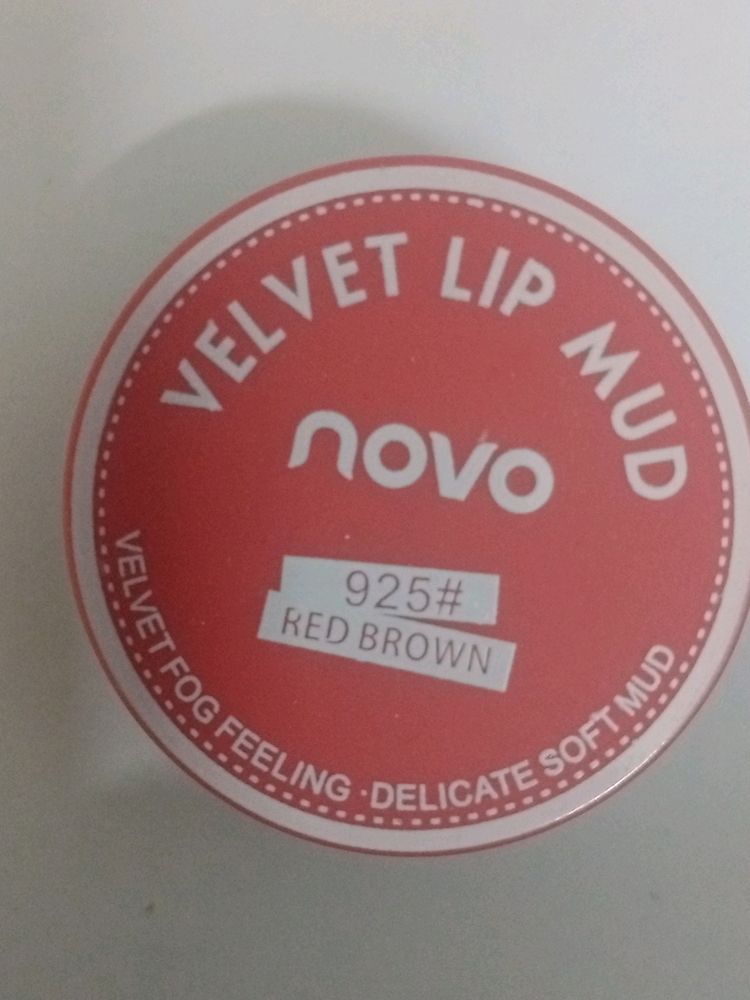 VELVET LIP MUD
novo
925#
RED BROWN
VELVET FOG FEELING · DELICATE SOFT MUD